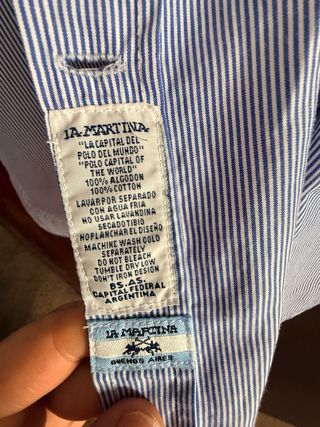 LA MARTINA
"LA CAPITAL DEL
POLO DEL MUNDO"
"POLO CAPITAL OF
THE WORLD"
100% ALGODON
100% COTTON
LAVAR POR SEPARADO
CON AGUA FRIA
NO USAR LAVANDINA
SECADO TIBIO
NO PLANCHAR EL DISEÑO
MACHINE WASH COLD
SEPARATELY
DO NOT BLEACH
TUMBLE DRY LOW
DON'T IRON DESIGN
BS. AS.
CAPITAL FEDERAL
ARGENTINA
LA MARTINA
BUENOS AIRES